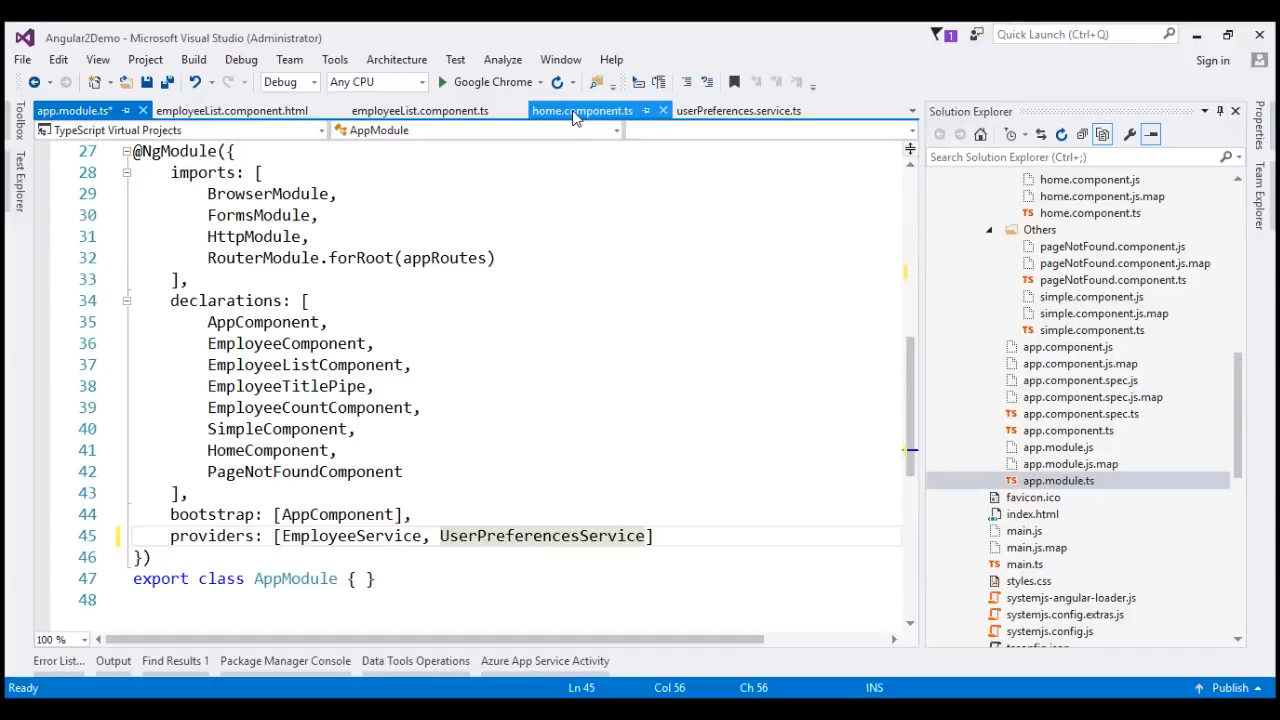 Angular2Demo - Microsoft Visual Studio (Administrator)
1
Quick Launch (Ctrl+Q)
File Edit View Project Build Debug Team Tools Architecture Test Analyze Window Help
Sign in
Debug Any CPU Google Chrome
app.module.ts* employeeList.component.html employeeList.component.ts home.component.ts userPreferences.service.ts
TypeScript Virtual Projects AppModule
Toolbox
Test Explorer
27 @NgModule({
28 imports: [
29 BrowserModule,
30 FormsModule,
31 HttpModule,
32 RouterModule.forRoot(appRoutes)
33 ],
34 declarations: [
35 AppComponent,
36 EmployeeComponent,
37 EmployeeListComponent,
38 EmployeeTitlePipe,
39 EmployeeCountComponent,
40 SimpleComponent,
41 HomeComponent,
42 PageNotFoundComponent
43 ],
44 bootstrap: [AppComponent],
45 providers: [EmployeeService, UserPreferencesService]
46 })
47 export class AppModule { }
48
100 %
Solution Explorer
Search Solution Explorer (Ctrl+;)
home.component.js
home.component.js.map
home.component.ts
Others
pageNotFound.component.js
pageNotFound.component.js.map
pageNotFound.component.ts
simple.component.js
simple.component.js.map
simple.component.ts
app.component.js
app.component.js.map
app.component.spec.js
app.component.spec.js.map
app.component.spec.ts
app.component.ts
app.module.js
app.module.js.map
app.module.ts
favicon.ico
index.html
main.js
main.js.map
main.ts
styles.css
systemjs-angular-loader.js
systemjs.config.extras.js
systemjs.config.js
Properties
Team Explorer
Error List... Output Find Results 1 Package Manager Console Data Tools Operations Azure App Service Activity
Ready Ln 45 Col 56 Ch 56 INS Publish